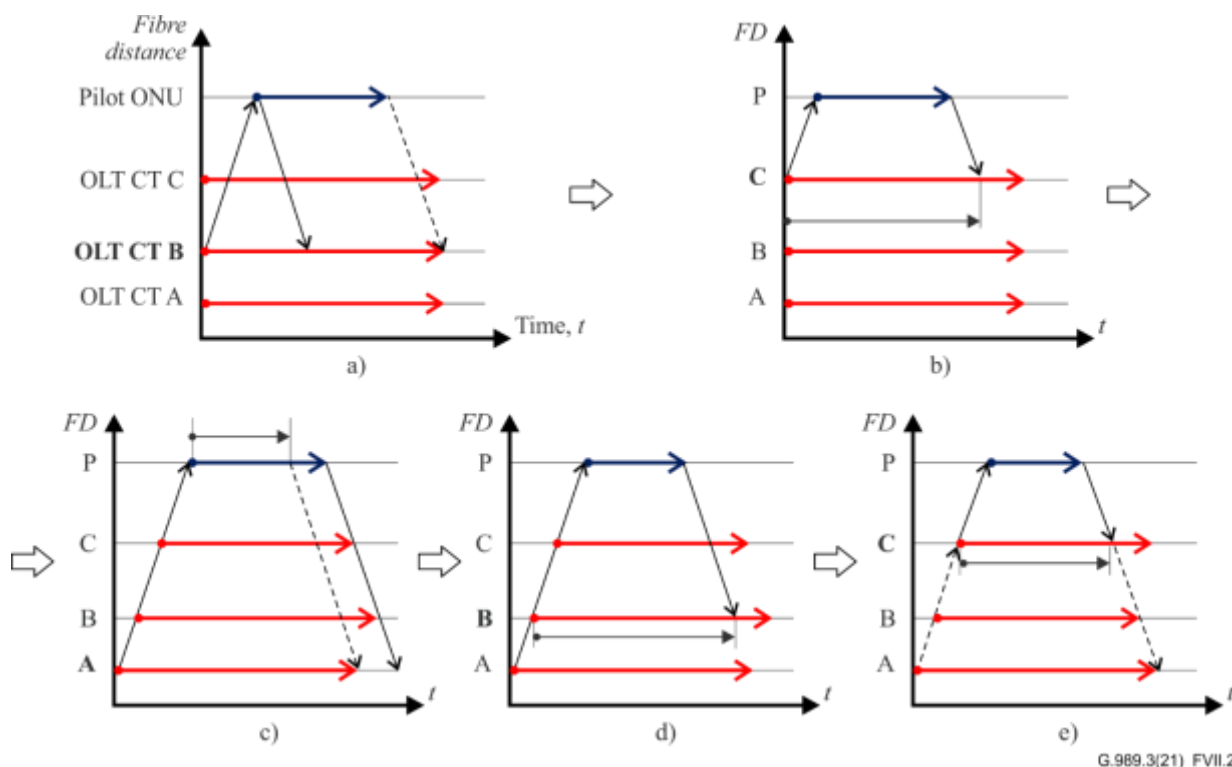 Fibre
distance
Pilot ONU
OLT CT C
OLT CT B
OLT CT A
Time, t
a)
FD
P
C
B
A
t
b)
FD
P
C
B
A
t
c)
FD
P
C
B
A
t
d)
FD
P
C
B
A
t
e)
G.989.3(21)_FVII.2